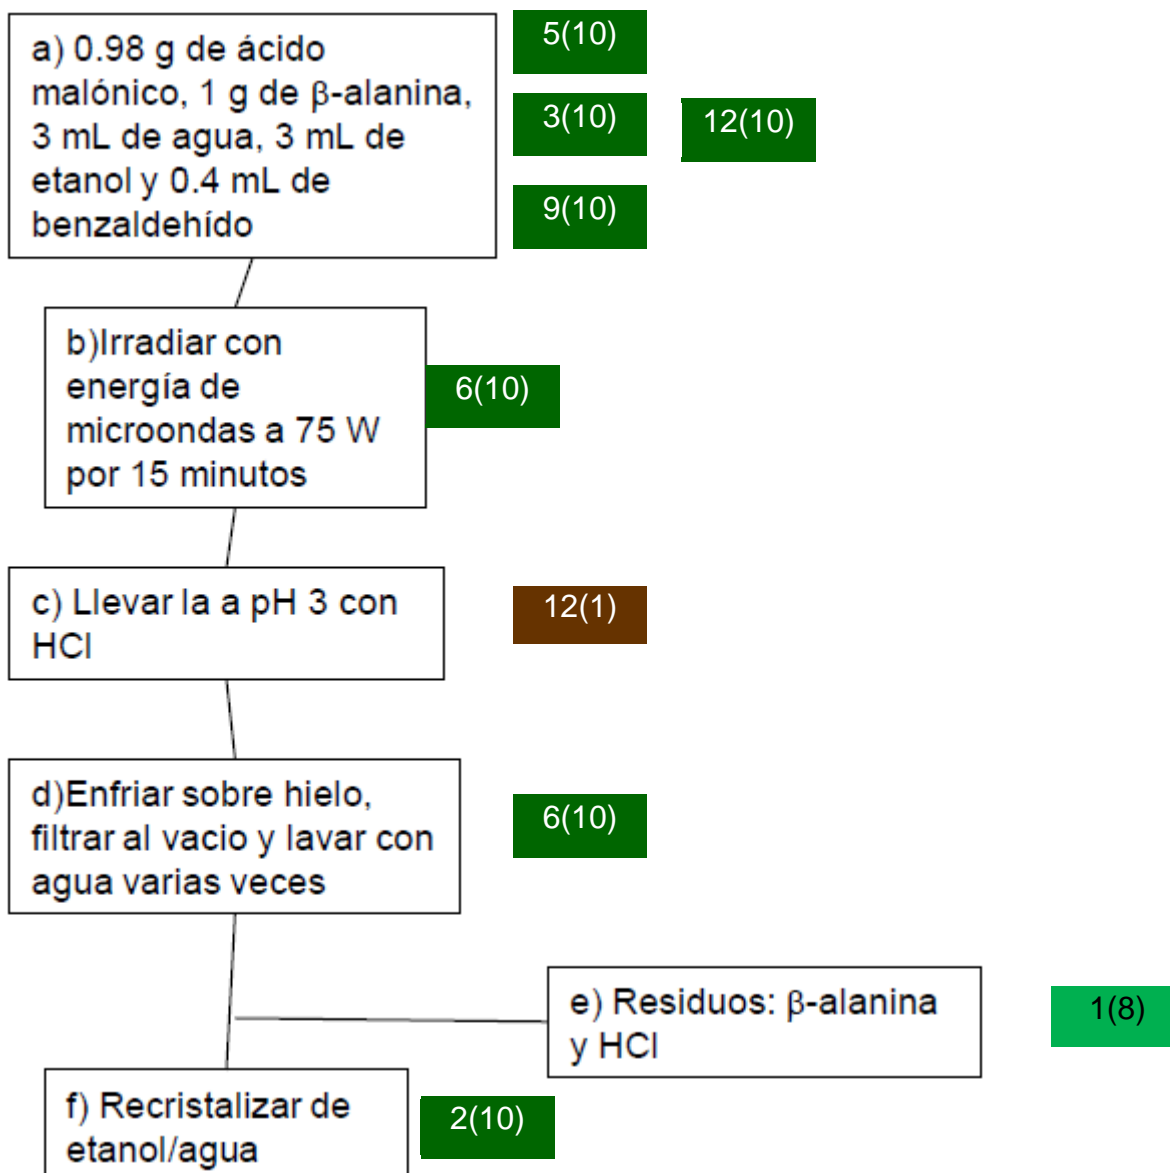 a) 0.98 g de ácido
malónico, 1 g de β-alanina,
3 mL de agua, 3 mL de
etanol y 0.4 mL de
benzaldehído
5(10)
3(10)
12(10)
9(10)
b)Irradiar con
energía de
microondas a 75 W
por 15 minutos
6(10)
c) Llevar la a pH 3 con
HCl
12(1)
d)Enfriar sobre hielo,
filtrar al vacio y lavar con
agua varias veces
6(10)
e) Residuos: β-alanina
y HCl
1(8)
f) Recristalizar de
etanol/agua
2(10)